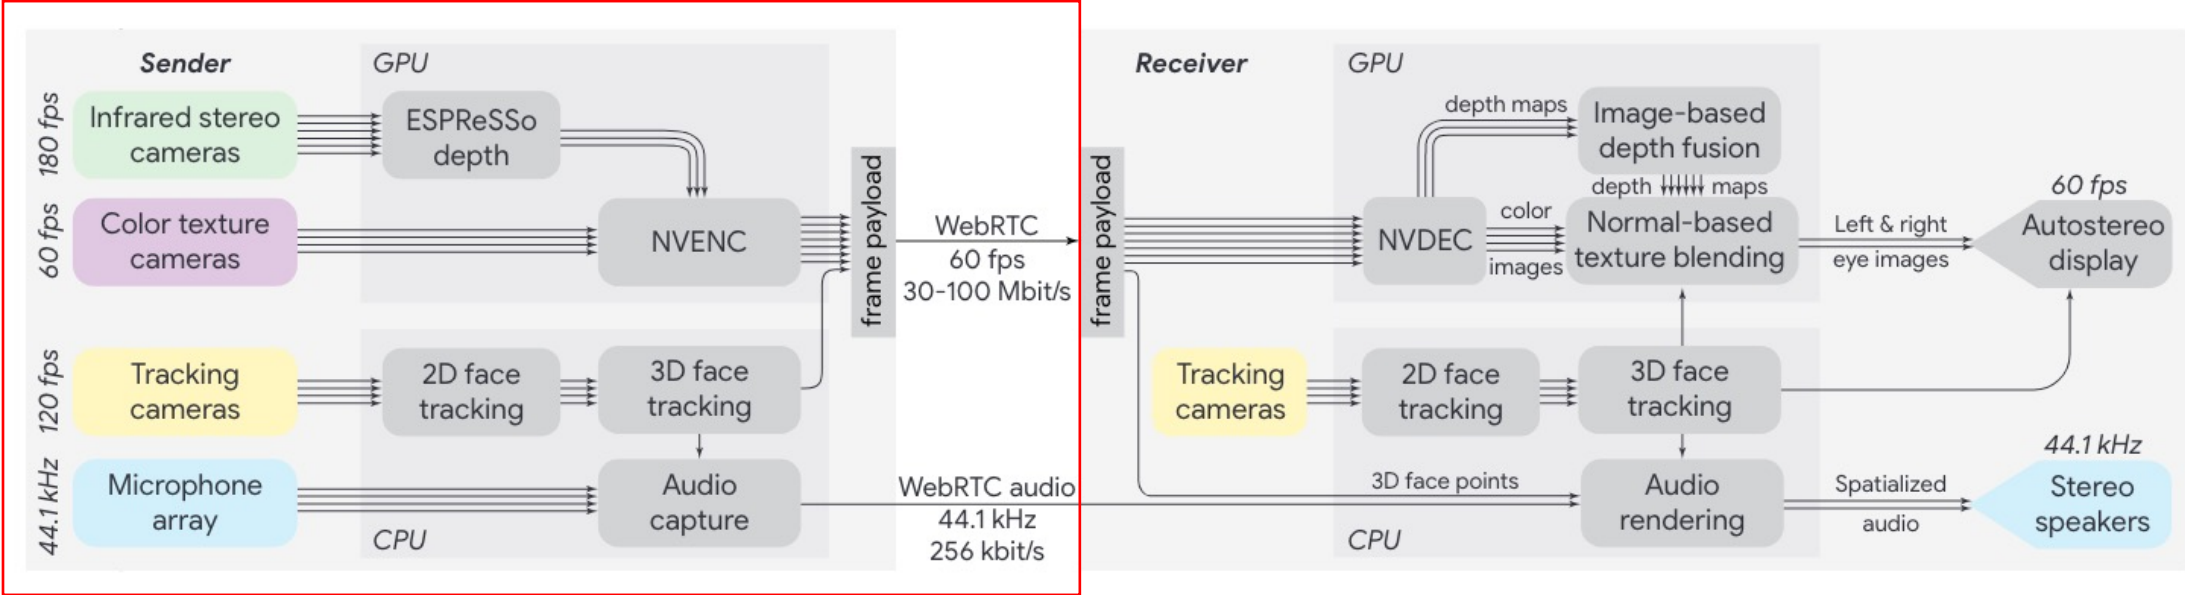 Sender
GPU
180 fps
Infrared stereo
cameras
ESPReSSo
depth
60 fps
Color texture
cameras
NVENC
frame payload
WebRTC
60 fps
30-100 Mbit/s
120 fps
Tracking
cameras
2D face
tracking
3D face
tracking
44.1 kHz
Microphone
array
Audio
capture
CPU
WebRTC audio
44.1 kHz
256 kbit/s
Receiver
GPU
frame payload
depth maps
Image-based
depth fusion
depth maps
NVDEC
color
images
Normal-based
texture blending
Left & right
eye images
60 fps
Autostereo
display
Tracking
cameras
2D face
tracking
3D face
tracking
3D face points
Audio
rendering
CPU
Spatialized
audio
44.1 kHz
Stereo
speakers